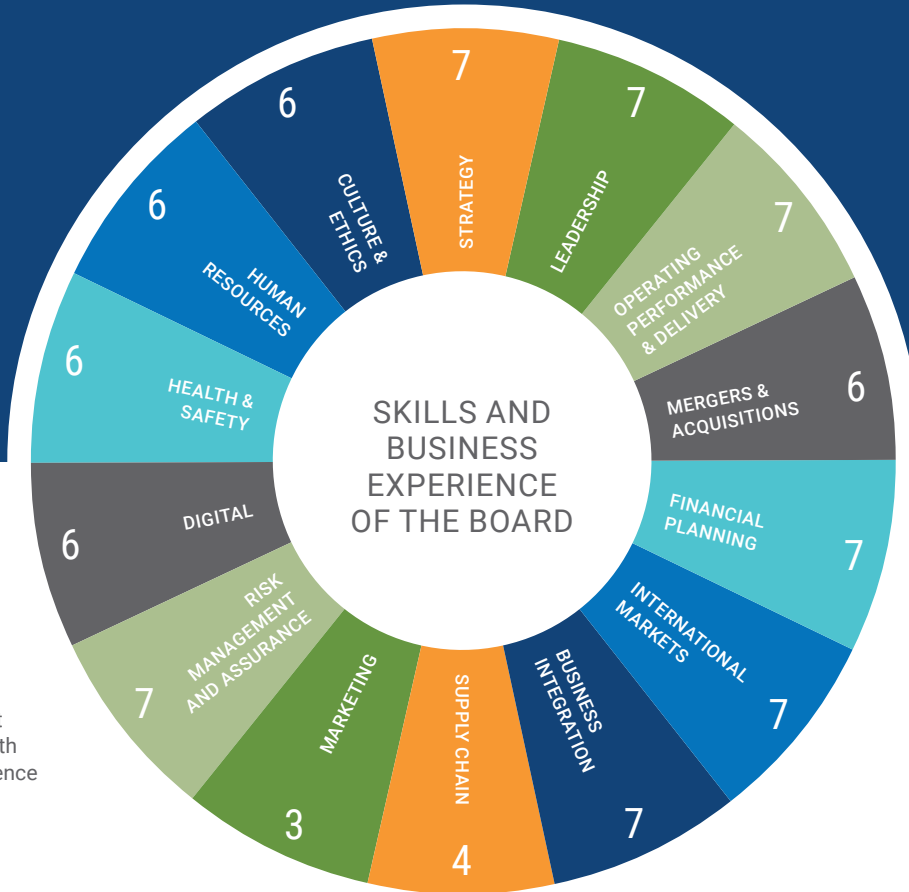 SKILLS AND
BUSINESS
EXPERIENCE
OF THE BOARD
7
STRATEGY
7
LEADERSHIP
7
OPERATING
PERFORMANCE
& DELIVERY
6
MERGERS &
ACQUISITIONS
7
FINANCIAL
PLANNING
7
INTERNATIONAL
MARKETS
7
BUSINESS
INTEGRATION
4
SUPPLY CHAIN
3
MARKETING
7
RISK
MANAGEMENT
AND ASSURANCE
6
DIGITAL
6
HEALTH &
SAFETY
6
HUMAN
RESOURCES
6
CULTURE &
ETHICS